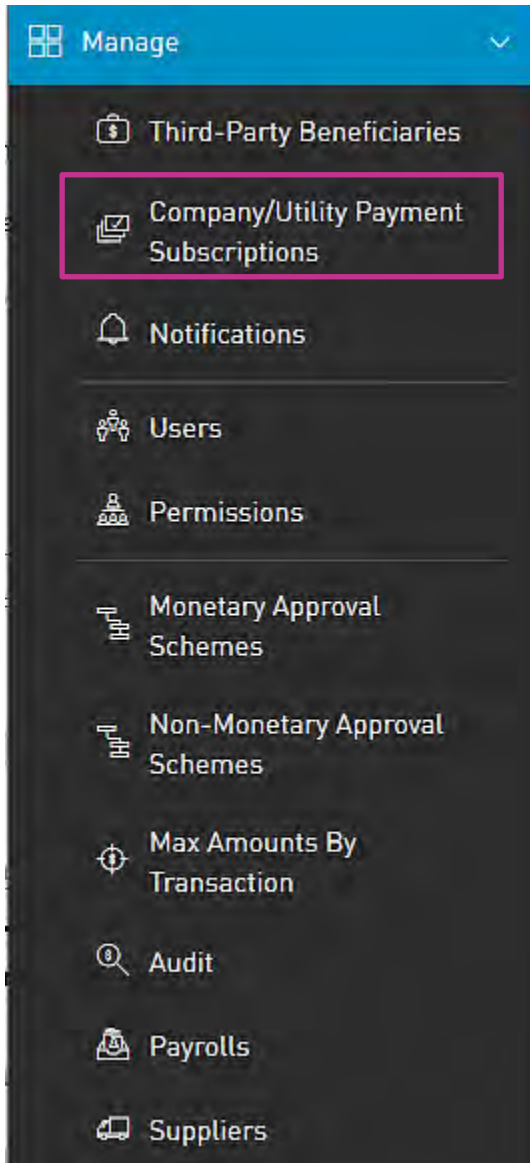 Manage
Third-Party Beneficiaries
Company/Utility Payment
Subscriptions
Notifications
Users
Permissions
Monetary Approval
Schemes
Non-Monetary Approval
Schemes
Max Amounts By
Transaction
Audit
Payrolls
Suppliers